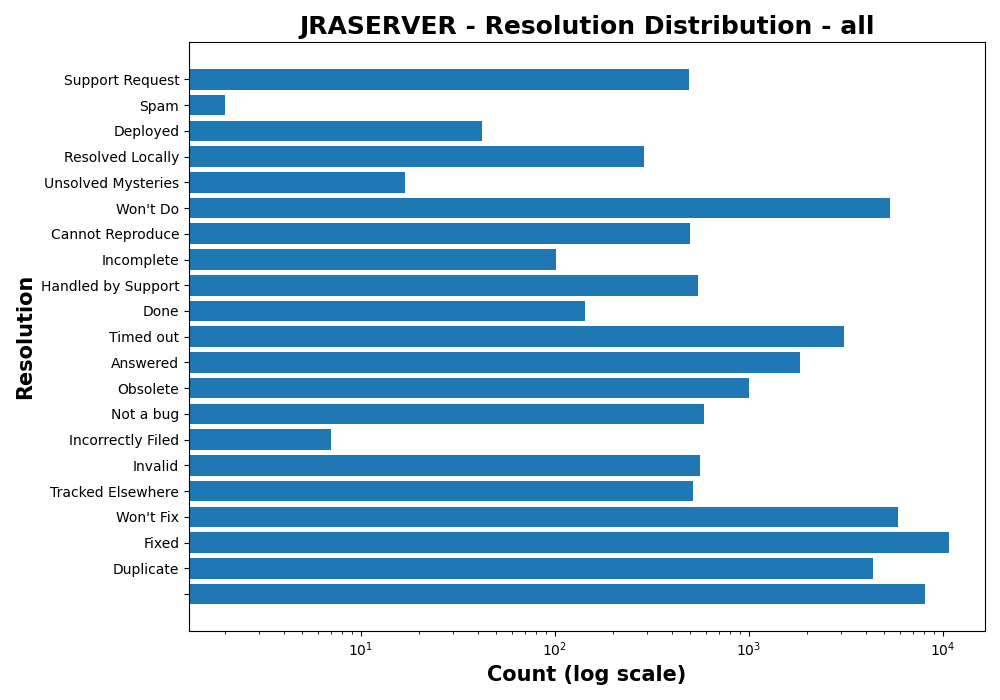 JRASERVER - Resolution Distribution - all
Support Request
Spam
Deployed
Resolved Locally
Unsolved Mysteries
Won't Do
Cannot Reproduce
Incomplete
Handled by Support
Done
Timed out
Answered
Obsolete
Not a bug
Incorrectly Filed
Invalid
Tracked Elsewhere
Won't Fix
Fixed
Duplicate
Resolution
10¹ 10² 10³ 10⁴
Count (log scale)